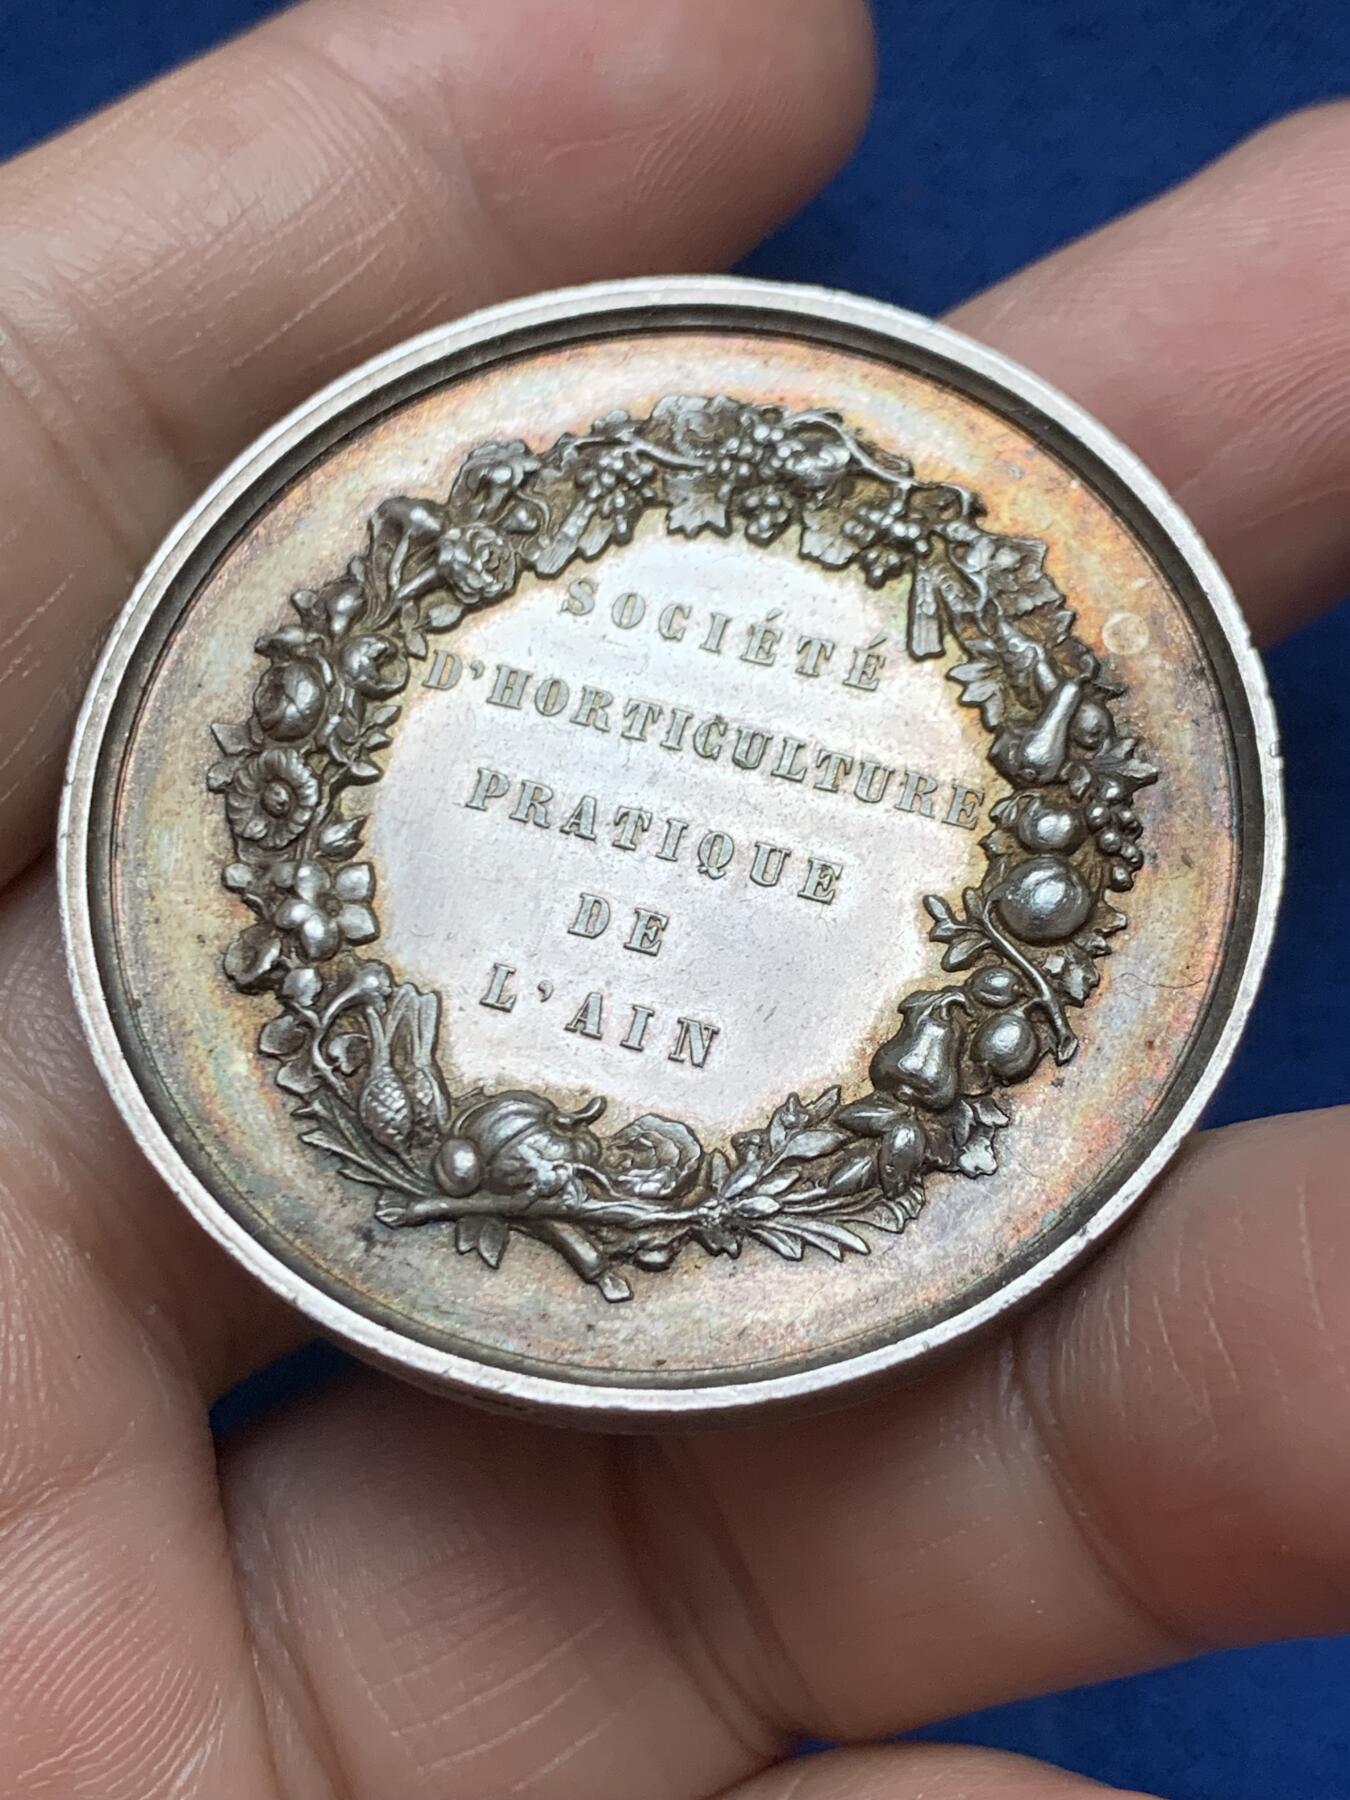 SOCIÉTÉ
D'HORTICULTURE
PRATIQUE
DE
L'AIN